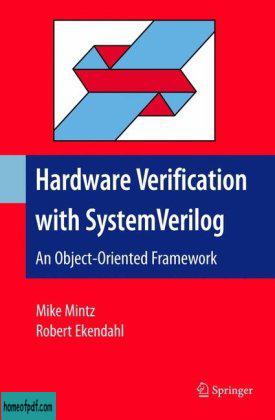 Hardware Verification
with SystemVerilog
An Object-Oriented Framework
Mike Mintz
Robert Ekendahl
Springer
homeofpdf.com